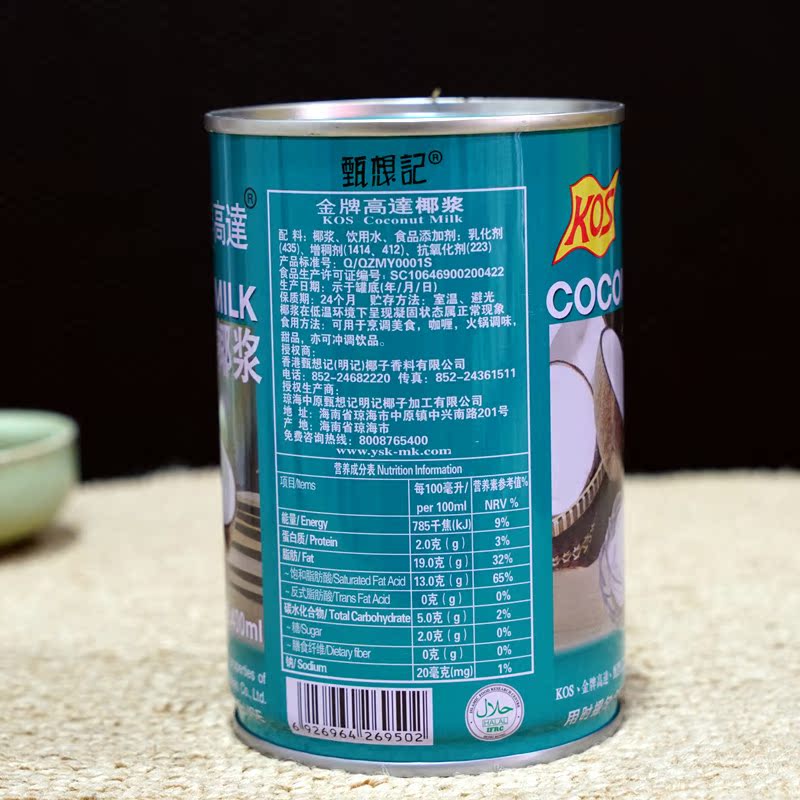 甄想記®
金牌高達椰浆
KOS Coconut Milk
配 料：椰浆、饮用水、食品添加剂：乳化剂
(435)、增稠剂(1414、412)、抗氧化剂(223)
产品标准号：Q/QZMY0001S
食品生产许可证编号：SC10646900200422
生产日期：示于罐底(年/月/日)
保质期：24个月 贮存方法：室温、避光
椰浆在低温环境下呈现凝固状态属正常现象
食用方法：可用于烹调美食，咖喱，火锅调味，
甜品，亦可冲调饮品。
授权商：
香港甄想记(明记)椰子香料有限公司
电话：852-24682220 传真：852-24361511
授权生产商：
琼海中原甄想记明记椰子加工有限公司
地 址：海南省琼海市中原镇中兴南路201号
产 地：海南省琼海市
免费咨询热线：8008765400
www.ysk-mk.com
营养成分表 Nutrition Information
项目/Items 每100毫升/per 100ml 营养素参考值%NRV %
能量/Energy 785千焦(kJ) 9%
蛋白质/Protein 2.0克（g） 3%
脂肪/Fat 19.0克（g） 32%
–饱和脂肪酸/Saturated Fat Acid 13.0克（g） 65%
–反式脂肪酸/Trans Fat Acid 0克（g） 0%
碳水化合物/Total Carbohydrate 5.0克（g） 2%
–糖/Sugar 2.0克（g） 0%
–膳食纤维/Dietary fiber 0克（g） 0%
钠/Sodium 20毫克(mg) 1%
6 926964 269502
حلال
HALAL
IFRC
高達®
MILK
椰浆
400ml
Co., Ltd.
KOS
COCO
KOS、金牌高達、